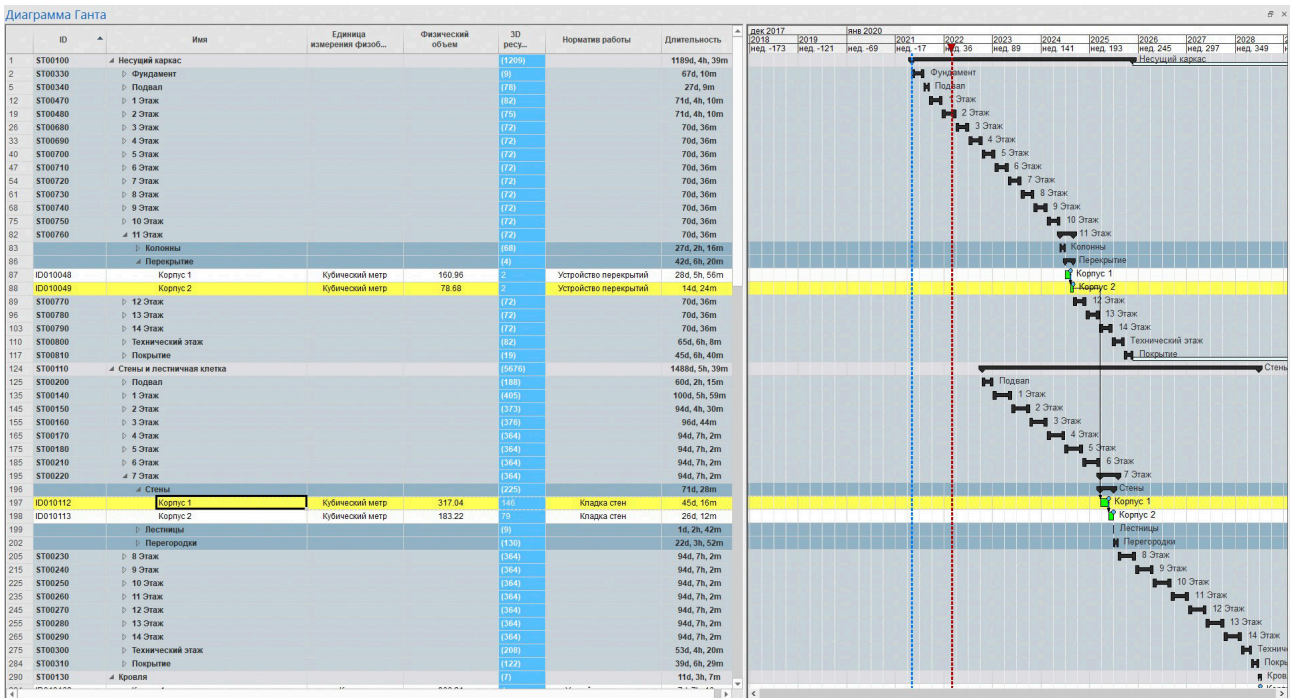 Диаграмма Ганта
ID Имя Единица измерения физоб... Физический объем 3D ресу... Норматив работы Длительность
дек 2017 янв 2020
2018 2019 2020 2021 2022 2023 2024 2025 2026 2027 2028
нед. -173 нед. -121 нед. -69 нед. -17 нед. 36 нед. 89 нед. 141 нед. 193 нед. 245 нед. 297 нед. 349
1 ST00100 Несущий каркас (1209) 1189d, 4h, 39m Несущий каркас
2 ST00330 Фундамент (9) 67d, 10m Фундамент
5 ST00340 Подвал (78) 27d, 9m Подвал
12 ST00470 1 Этаж (82) 71d, 4h, 10m 1 Этаж
19 ST00480 2 Этаж (75) 71d, 4h, 10m 2 Этаж
26 ST00680 3 Этаж (72) 70d, 36m 3 Этаж
33 ST00690 4 Этаж (72) 70d, 36m 4 Этаж
40 ST00700 5 Этаж (72) 70d, 36m 5 Этаж
47 ST00710 6 Этаж (72) 70d, 36m 6 Этаж
54 ST00720 7 Этаж (72) 70d, 36m 7 Этаж
61 ST00730 8 Этаж (72) 70d, 36m 8 Этаж
68 ST00740 9 Этаж (72) 70d, 36m 9 Этаж
75 ST00750 10 Этаж (72) 70d, 36m 10 Этаж
82 ST00760 11 Этаж (72) 70d, 36m 11 Этаж
83 Колонны (68) 27d, 2h, 16m Колонны
86 Перекрытие (4) 42d, 6h, 20m Перекрытие
87 ID010048 Корпус 1 Кубический метр 160.96 2 Устройство перекрытий 28d, 5h, 56m Корпус 1
88 ID010049 Корпус 2 Кубический метр 78.68 2 Устройство перекрытий 14d, 24m Корпус 2
89 ST00770 12 Этаж (72) 70d, 36m 12 Этаж
96 ST00780 13 Этаж (72) 70d, 36m 13 Этаж
103 ST00790 14 Этаж (72) 70d, 36m 14 Этаж
110 ST00800 Технический этаж (82) 65d, 6h, 8m Технический этаж
117 ST00810 Покрытие (19) 45d, 6h, 40m Покрытие
124 ST00110 Стены и лестничная клетка (5676) 1488d, 5h, 39m Стены
125 ST00200 Подвал (188) 60d, 2h, 15m Подвал
135 ST00140 1 Этаж (405) 100d, 5h, 59m 1 Этаж
145 ST00150 2 Этаж (373) 94d, 4h, 30m 2 Этаж
155 ST00160 3 Этаж (376) 96d, 44m 3 Этаж
165 ST00170 4 Этаж (364) 94d, 7h, 2m 4 Этаж
175 ST00180 5 Этаж (364) 94d, 7h, 2m 5 Этаж
185 ST00210 6 Этаж (364) 94d, 7h, 2m 6 Этаж
195 ST00220 7 Этаж (364) 94d, 7h, 2m 7 Этаж
196 Стены (225) 71d, 28m Стены
197 ID010112 Корпус 1 Кубический метр 317.04 146 Кладка стен 45d, 16m Корпус 1
198 ID010113 Корпус 2 Кубический метр 183.22 79 Кладка стен 26d, 12m Корпус 2
199 Лестницы (9) 1d, 2h, 42m Лестницы
202 Перегородки (130) 22d, 3h, 52m Перегородки
205 ST00230 8 Этаж (364) 94d, 7h, 2m 8 Этаж
215 ST00240 9 Этаж (364) 94d, 7h, 2m 9 Этаж
225 ST00250 10 Этаж (364) 94d, 7h, 2m 10 Этаж
235 ST00260 11 Этаж (364) 94d, 7h, 2m 11 Этаж
245 ST00270 12 Этаж (364) 94d, 7h, 2m 12 Этаж
255 ST00280 13 Этаж (364) 94d, 7h, 2m 13 Этаж
265 ST00290 14 Этаж (364) 94d, 7h, 2m 14 Этаж
275 ST00300 Технический этаж (208) 53d, 4h, 20m Технич
284 ST00310 Покрытие (122) 39d, 6h, 29m Покры
290 ST00130 Кровля (7) 11d, 3h, 7m Кров